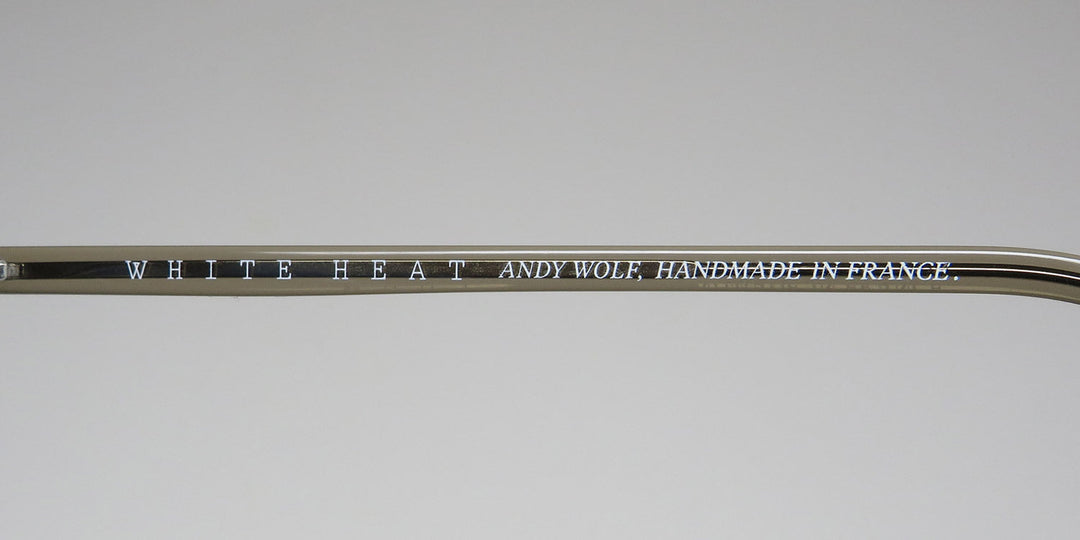 WHITE HEAT ANDY WOLF, HANDMADE IN FRANCE.